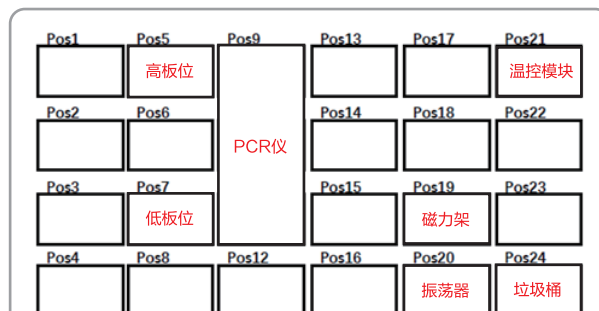 Pos1 Pos5 Pos9 Pos13 Pos17 Pos21
高板位 温控模块
Pos2 Pos6 Pos14 Pos18 Pos22
PCR仪
Pos3 Pos7 Pos15 Pos19 Pos23
低板位 磁力架
Pos4 Pos8 Pos12 Pos16 Pos20 Pos24
振荡器 垃圾桶